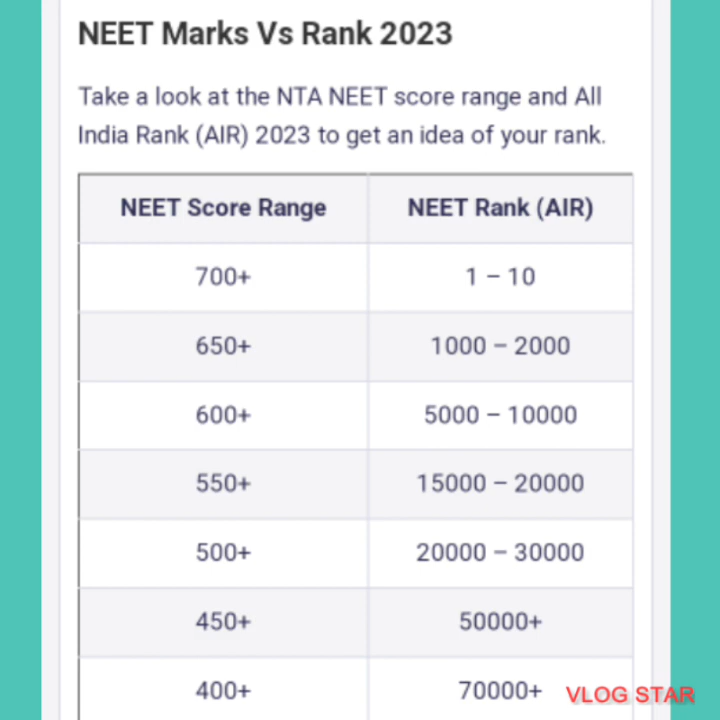 NEET Marks Vs Rank 2023
Take a look at the NTA NEET score range and All
India Rank (AIR) 2023 to get an idea of your rank.
NEET Score Range NEET Rank (AIR)
700+ 1 – 10
650+ 1000 – 2000
600+ 5000 – 10000
550+ 15000 – 20000
500+ 20000 – 30000
450+ 50000+
400+ 70000+
VLOG STAR